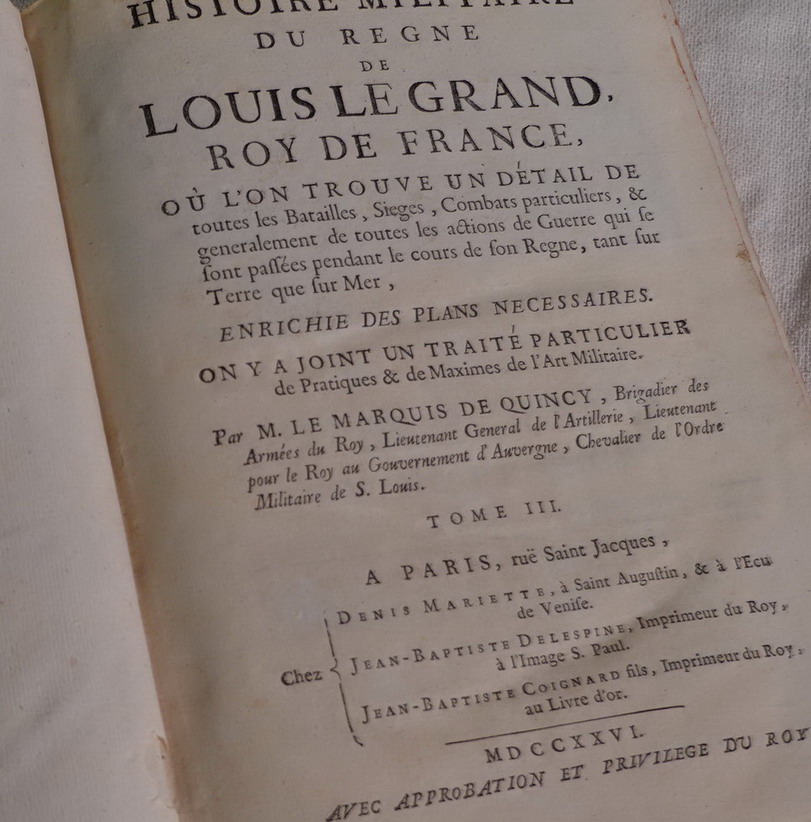 HISTOIRE MILITAIRE
DU REGNE
DE
LOUIS LE GRAND,
ROY DE FRANCE,
OÙ L'ON TROUVE UN DÉTAIL DE
toutes les Batailles, Sieges, Combats particuliers, &
generalement de toutes les actions de Guerre qui ſe
ſont paſſées pendant le cours de ſon Regne, tant ſur
Terre que ſur Mer,
ENRICHIE DES PLANS NECESSAIRES.
ON Y A JOINT UN TRAITÉ PARTICULIER
de Pratiques & de Maximes de l'Art Militaire.
Par M. LE MARQUIS DE QUINCY, Brigadier des
Armées du Roy, Lieutenant General de l'Artillerie, Lieutenant
pour le Roy au Gouvernement d'Auvergne, Chevalier de l'Ordre
Militaire de S. Louis.
TOME III.
A PARIS, ruë Saint Jacques,
DENIS MARIETTE, à Saint Auguſtin, & à l'Ecu
de Veniſe.
Chez JEAN-BAPTISTE DELESPINE, Imprimeur du Roy,
à l'Image S. Paul.
JEAN-BAPTISTE COIGNARD fils, Imprimeur du Roy,
au Livre d'or.
MDCCXXVI.
AVEC APPROBATION ET PRIVILEGE DU ROY